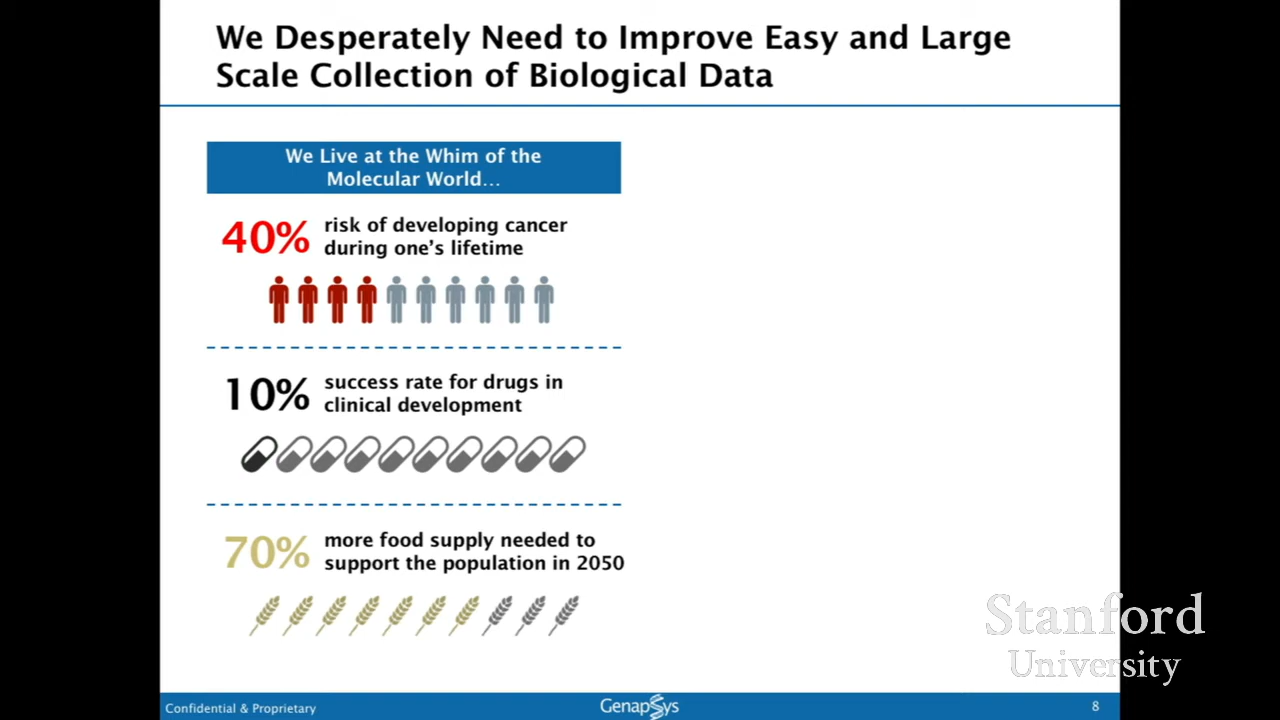 We Desperately Need to Improve Easy and Large
Scale Collection of Biological Data
We Live at the Whim of the
Molecular World…
40%
risk of developing cancer
during one’s lifetime
10%
success rate for drugs in
clinical development
70%
more food supply needed to
support the population in 2050
Stanford
University
Confidential & Proprietary
GenapSys
8